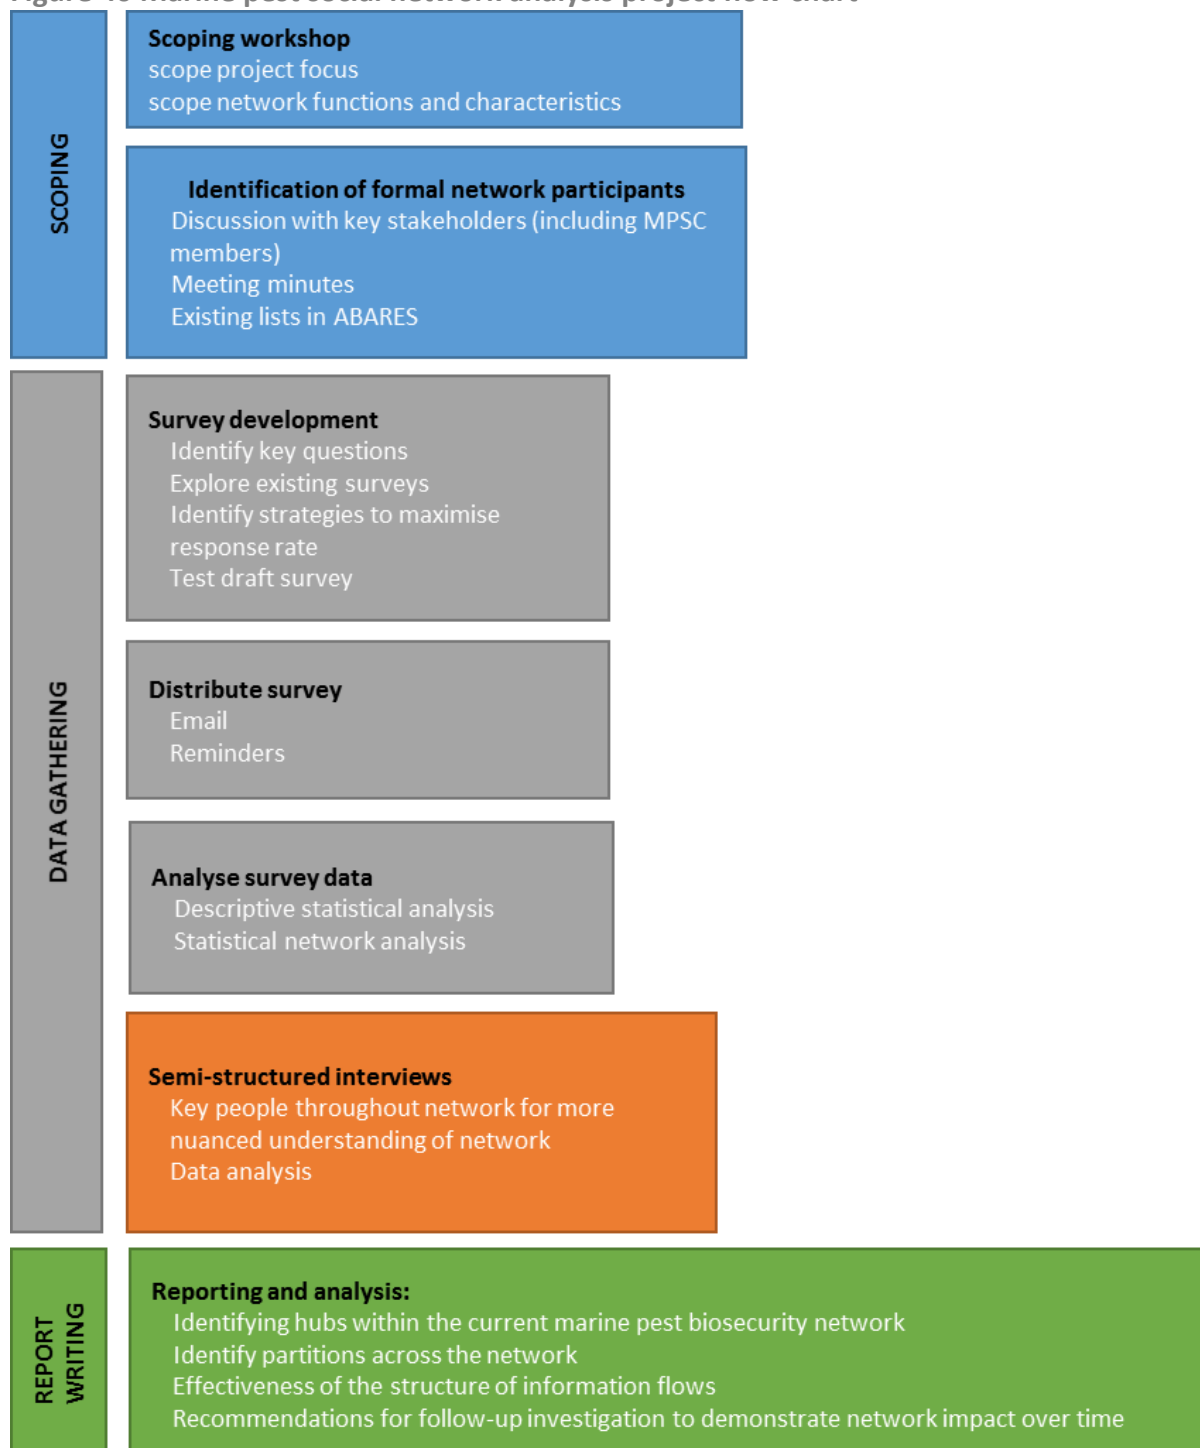 Scoping workshop
scope project focus
scope network functions and characteristics
SCOPING
Identification of formal network participants
Discussion with key stakeholders (including MPSC
members)
Meeting minutes
Existing lists in ABARES
Survey development
Identify key questions
Explore existing surveys
Identify strategies to maximise
response rate
Test draft survey
DATA GATHERING
Distribute survey
Email
Reminders
Analyse survey data
Descriptive statistical analysis
Statistical network analysis
Semi-structured interviews
Key people throughout network for more
nuanced understanding of network
Data analysis
REPORT
WRITING
Reporting and analysis:
Identifying hubs within the current marine pest biosecurity network
Identify partitions across the network
Effectiveness of the structure of information flows
Recommendations for follow-up investigation to demonstrate network impact over time